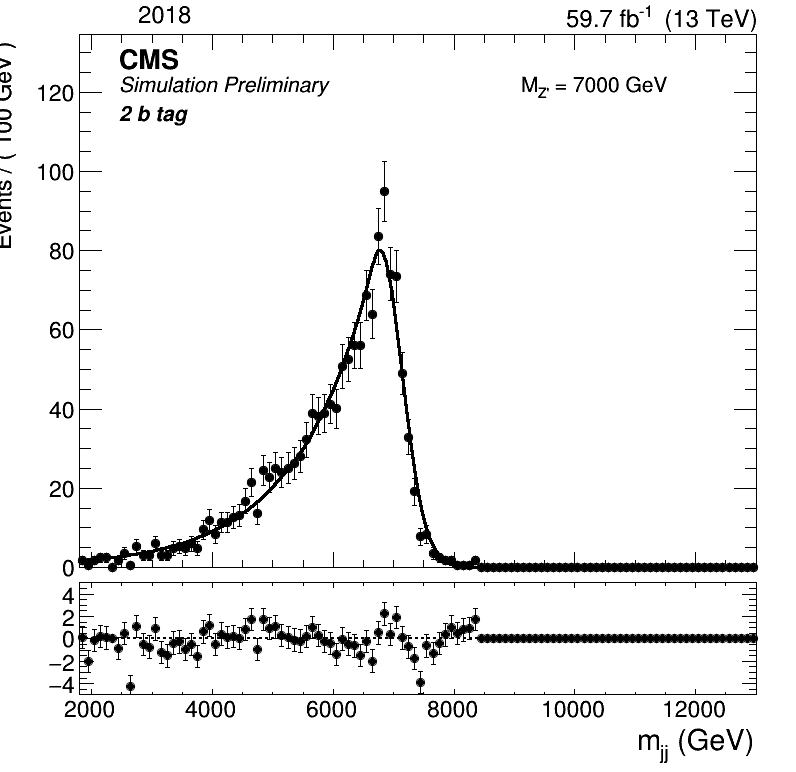 2018
59.7 fb⁻¹ (13 TeV)
CMS
Simulation Preliminary
M_Z' = 7000 GeV
2 b tag
Events / ( 100 GeV )
120
100
80
60
40
20
0
4
2
0
−2
−4
2000 4000 6000 8000 10000 12000
m_jj (GeV)